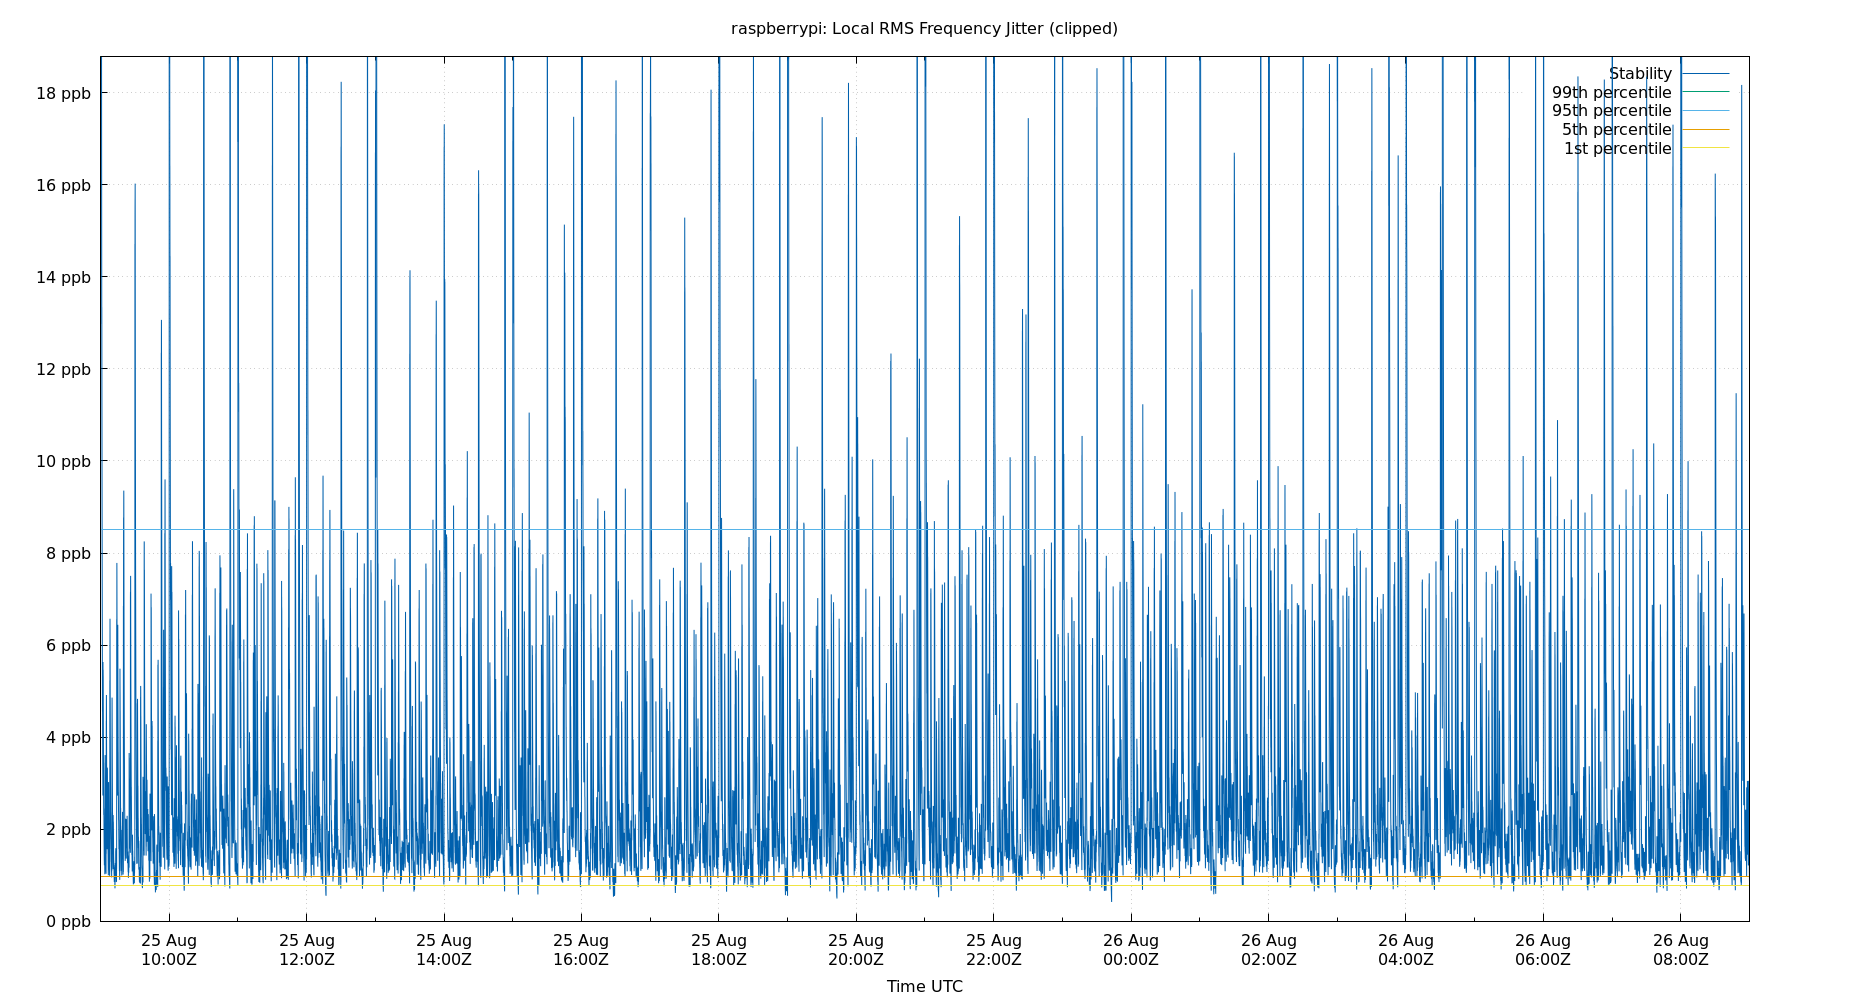 raspberrypi: Local RMS Frequency Jitter (clipped)
18 ppb
16 ppb
14 ppb
12 ppb
10 ppb
8 ppb
6 ppb
4 ppb
2 ppb
0 ppb
Stability
99th percentile
95th percentile
5th percentile
1st percentile
25 Aug
10:00Z
25 Aug
12:00Z
25 Aug
14:00Z
25 Aug
16:00Z
25 Aug
18:00Z
25 Aug
20:00Z
25 Aug
22:00Z
26 Aug
00:00Z
26 Aug
02:00Z
26 Aug
04:00Z
26 Aug
06:00Z
26 Aug
08:00Z
Time UTC